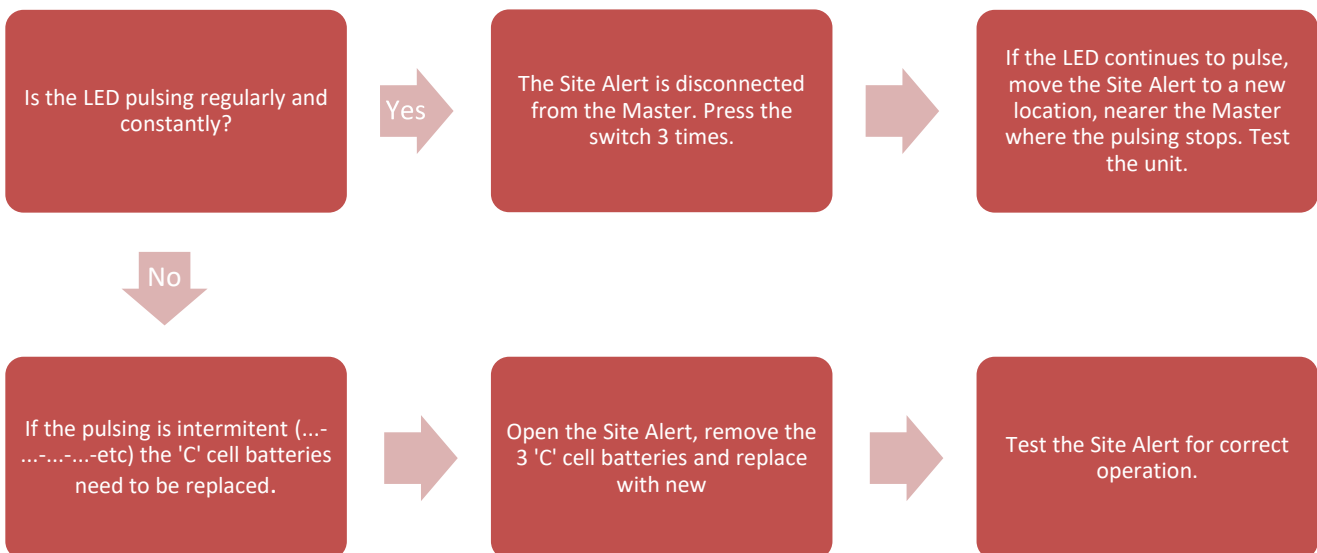 Is the LED pulsing regularly and
constantly?
Yes
The Site Alert is disconnected
from the Master. Press the
switch 3 times.
If the LED continues to pulse,
move the Site Alert to a new
location, nearer the Master
where the pulsing stops. Test
the unit.
No
If the pulsing is intermitent (...-
...-...-...-etc) the 'C' cell batteries
need to be replaced.
Open the Site Alert, remove the
3 'C' cell batteries and replace
with new
Test the Site Alert for correct
operation.